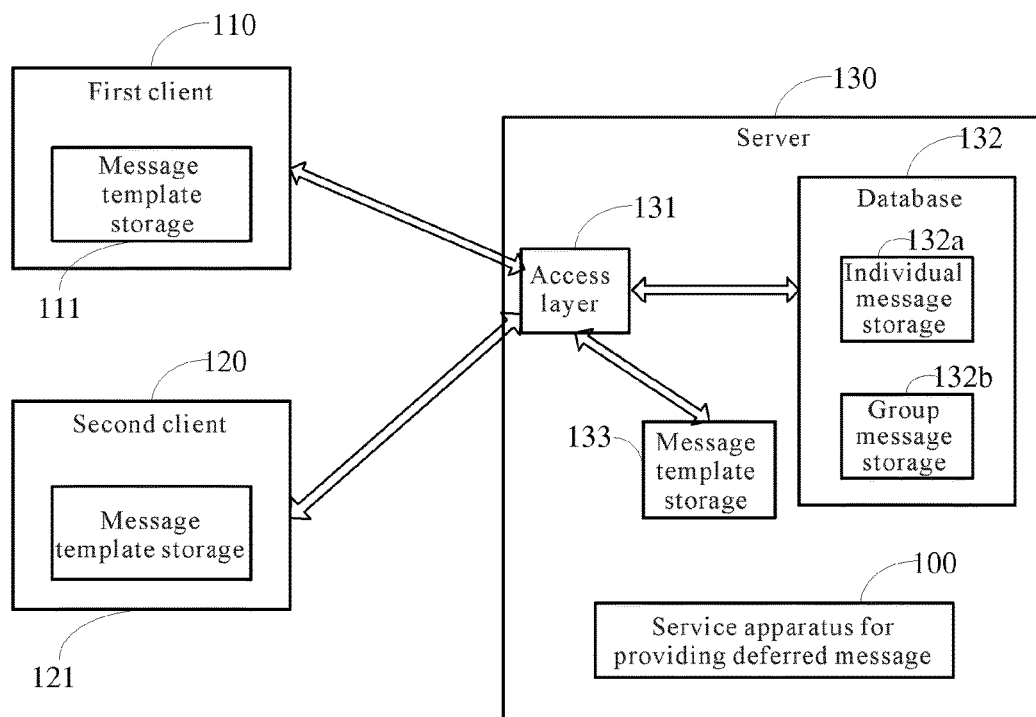 110
First client
Message
template
storage
111
120
Second client
Message
template storage
121
130
Server
131
Access
layer
132
Database
132a
Individual
message
storage
132b
Group
message
storage
133
Message
template
storage
100
Service apparatus for
providing deferred message